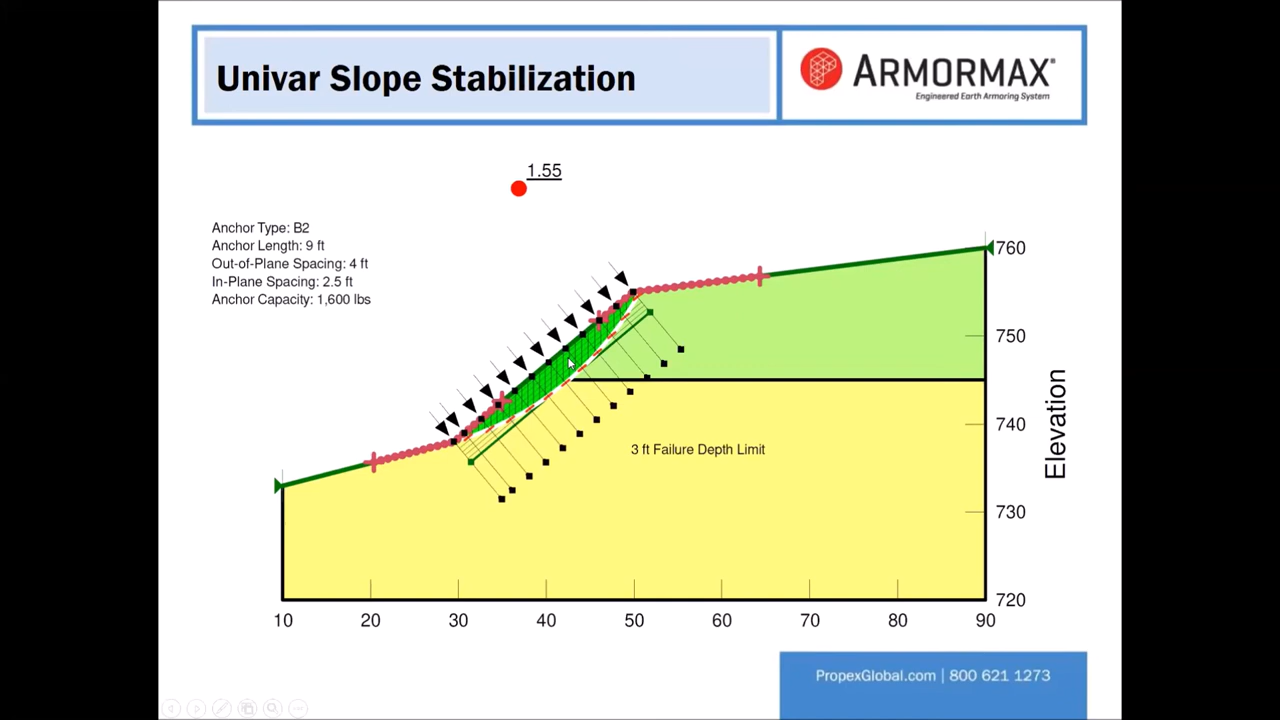 Univar Slope Stabilization
ARMORMAX®
Engineered Earth Armoring System
1.55
Anchor Type: B2
Anchor Length: 9 ft
Out-of-Plane Spacing: 4 ft
In-Plane Spacing: 2.5 ft
Anchor Capacity: 1,600 lbs
760
750
740
730
720
Elevation
3 ft Failure Depth Limit
10 20 30 40 50 60 70 80 90
PropexGlobal.com | 800 621 1273